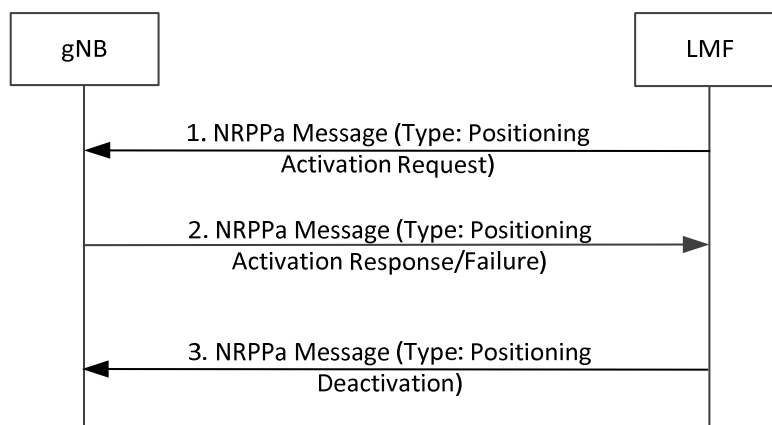 gNB
LMF
1. NRPPa Message (Type: Positioning
Activation Request)
2. NRPPa Message (Type: Positioning
Activation Response/Failure)
3. NRPPa Message (Type: Positioning
Deactivation)